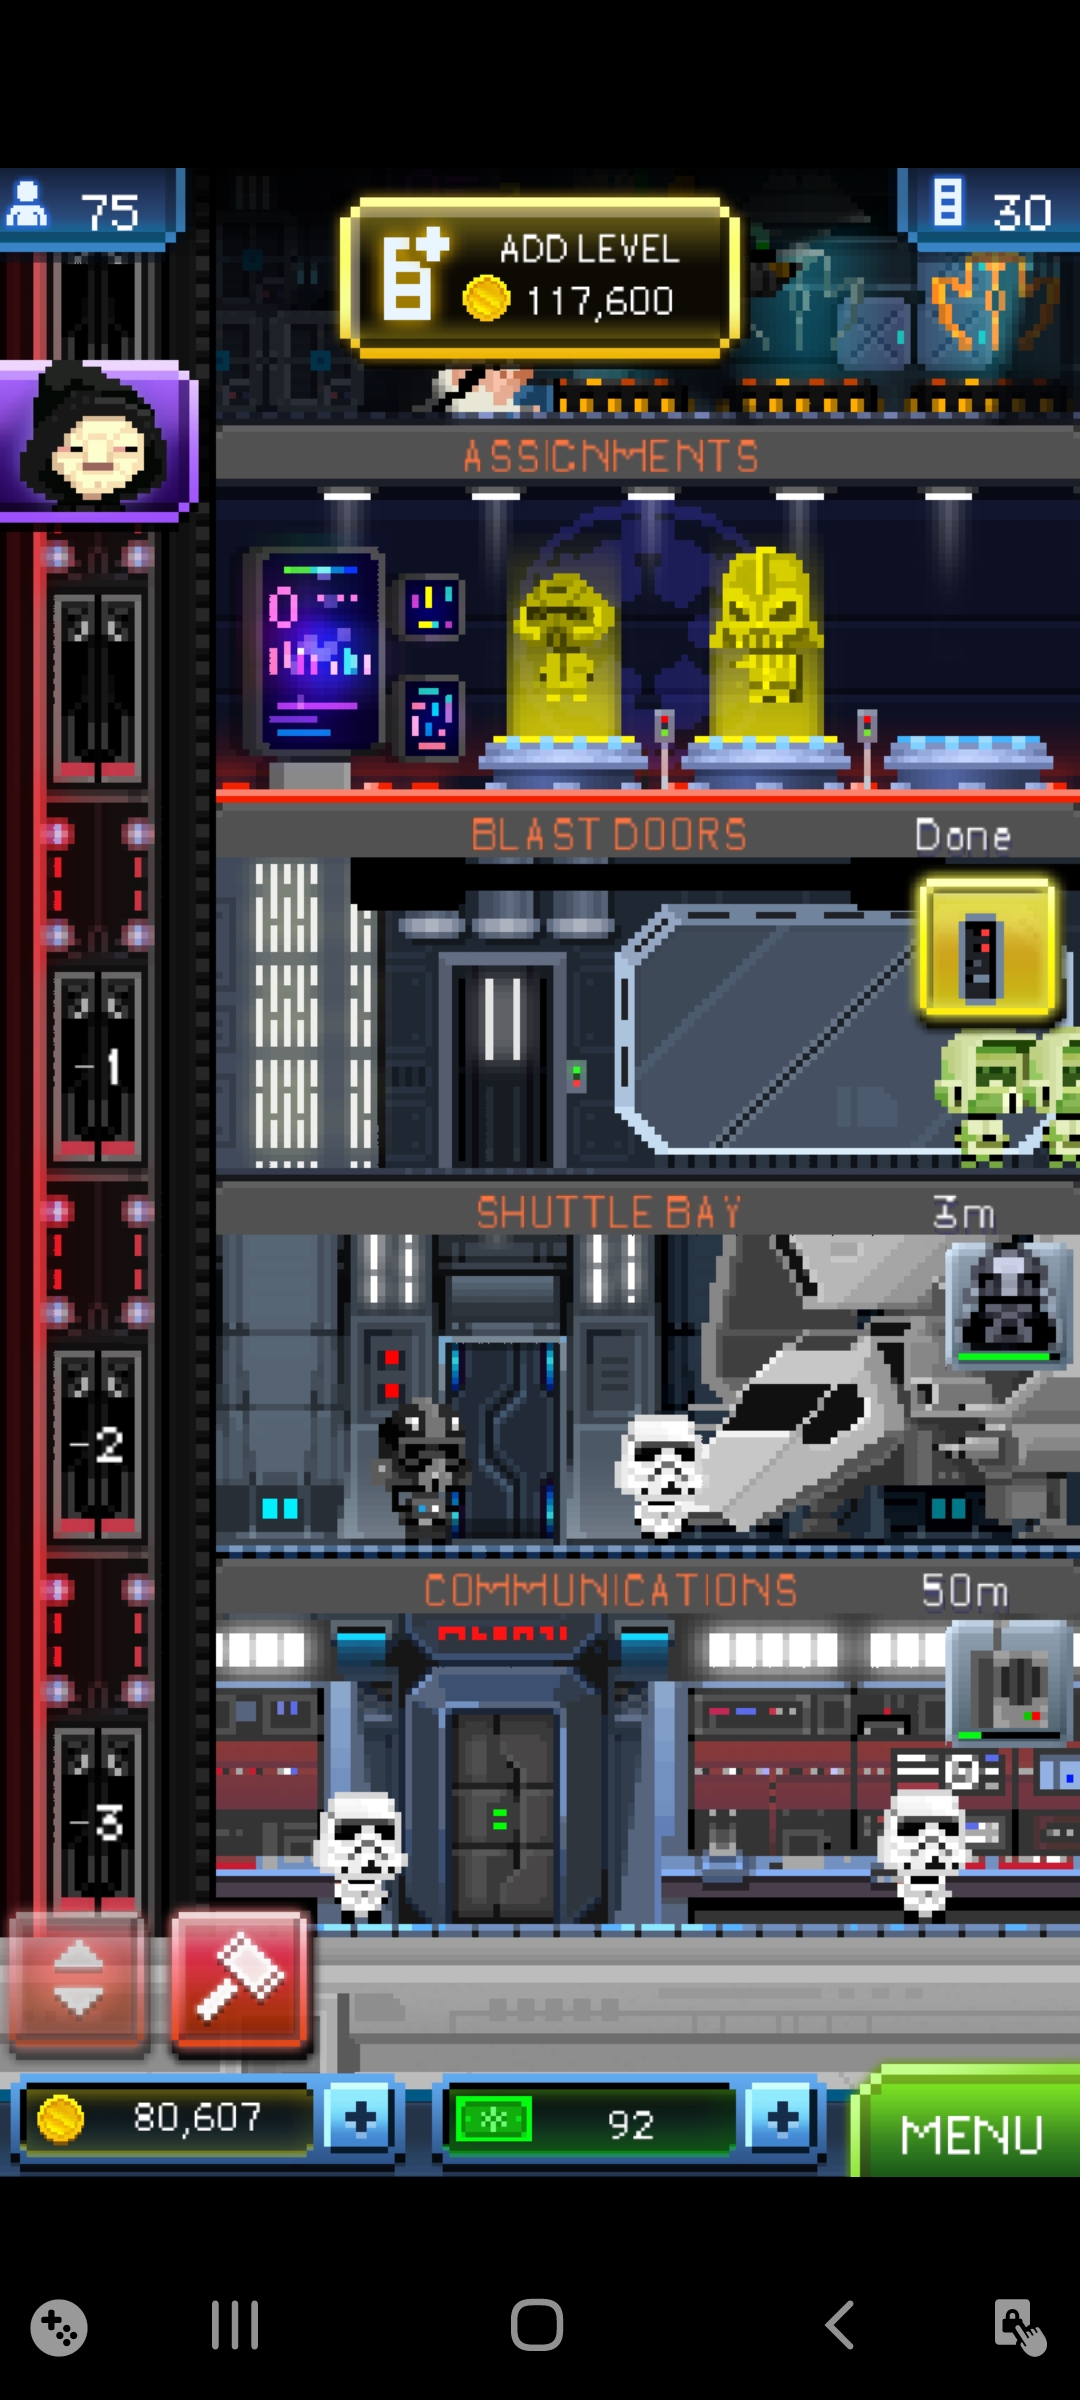 75
ADD LEVEL
117,600
30
ASSIGNMENTS
BLAST DOORS
Done
-1
SHUTTLE BAY
3m
-2
COMMUNICATIONS
50m
-3
80,607
92
MENU